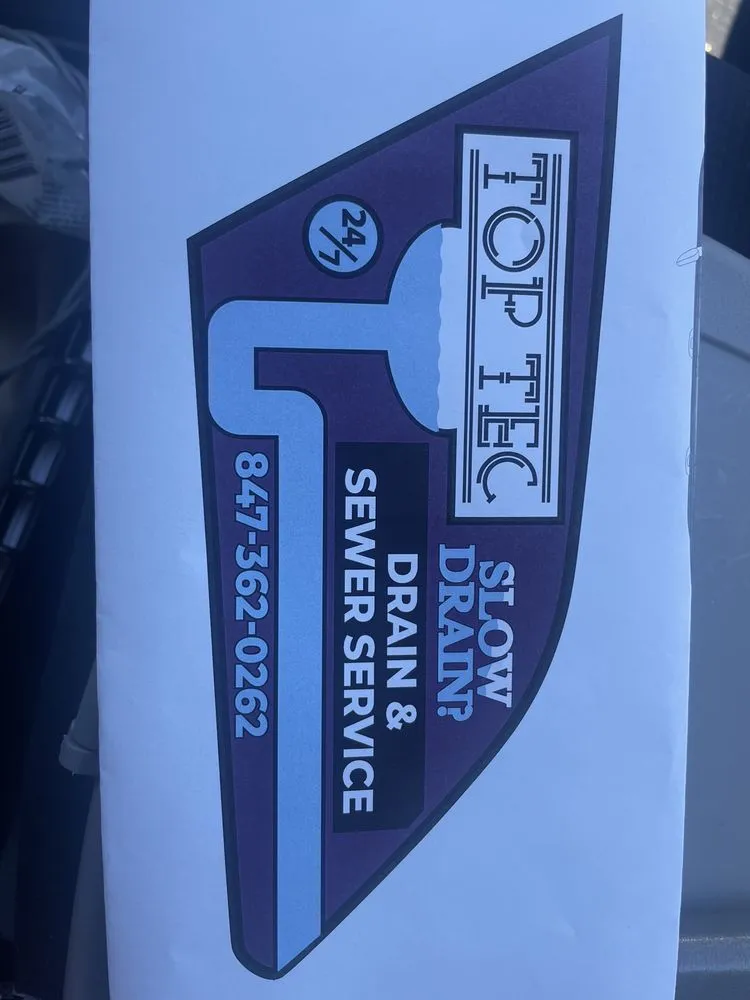 TOP TEC
24/7
SLOW
DRAIN?
DRAIN &
SEWER SERVICE
847-362-0262